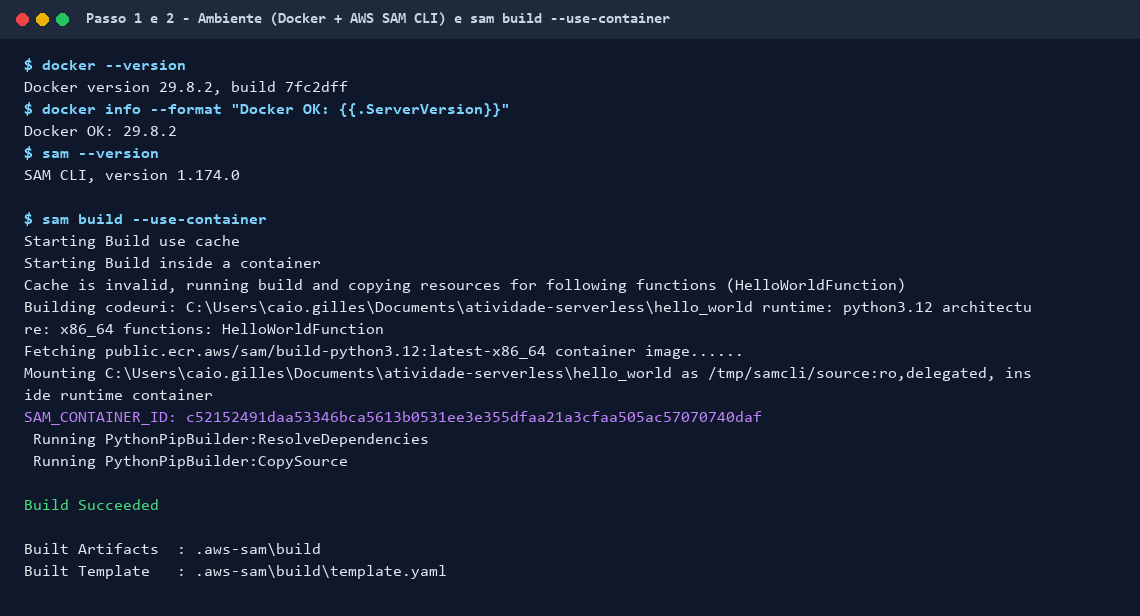 Passo 1 e 2 - Ambiente (Docker + AWS SAM CLI) e sam build --use-container
$ docker --version
Docker version 29.8.2, build 7fc2dff
$ docker info --format "Docker OK: {{.ServerVersion}}"
Docker OK: 29.8.2
$ sam --version
SAM CLI, version 1.174.0
$ sam build --use-container
Starting Build use cache
Starting Build inside a container
Cache is invalid, running build and copying resources for following functions (HelloWorldFunction)
Building codeuri: C:\Users\caio.gilles\Documents\atividade-serverless\hello_world runtime: python3.12 architectu
re: x86_64 functions: HelloWorldFunction
Fetching public.ecr.aws/sam/build-python3.12:latest-x86_64 container image......
Mounting C:\Users\caio.gilles\Documents\atividade-serverless\hello_world as /tmp/samcli/source:ro,delegated, ins
ide runtime container
SAM_CONTAINER_ID: c52152491daa53346bca5613b0531ee3e355dfaa21a3cfaa505ac57070740daf
Running PythonPipBuilder:ResolveDependencies
Running PythonPipBuilder:CopySource
Build Succeeded
Built Artifacts  : .aws-sam\build
Built Template   : .aws-sam\build\template.yaml